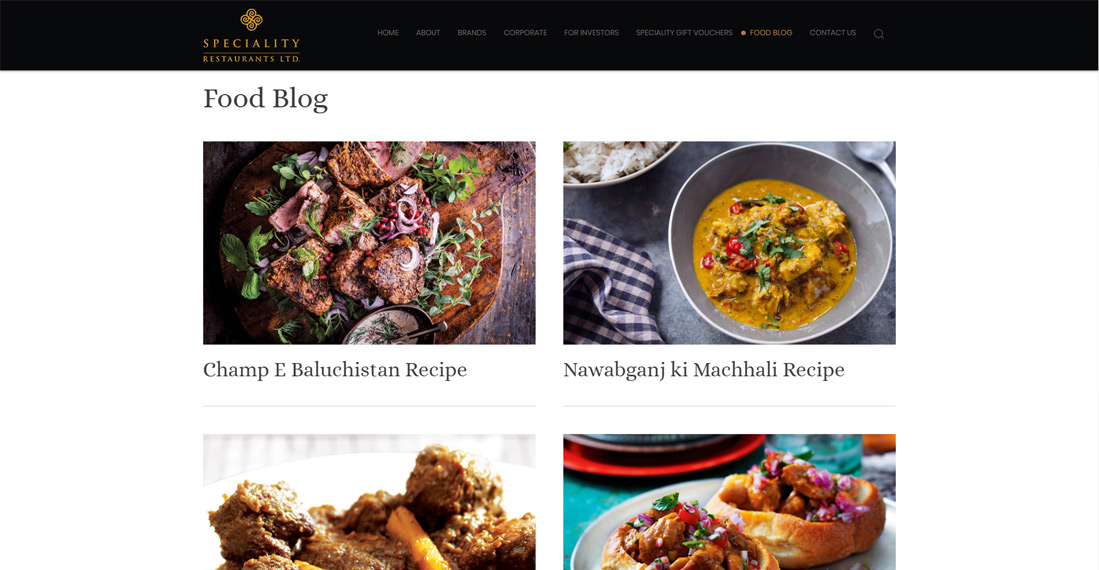 SPECIALITY
RESTAURANTS LTD.
HOME ABOUT BRANDS CORPORATE FOR INVESTORS SPECIALITY GIFT VOUCHERS FOOD BLOG CONTACT US
Food Blog
Champ E Baluchistan Recipe
Nawabganj ki Machhali Recipe